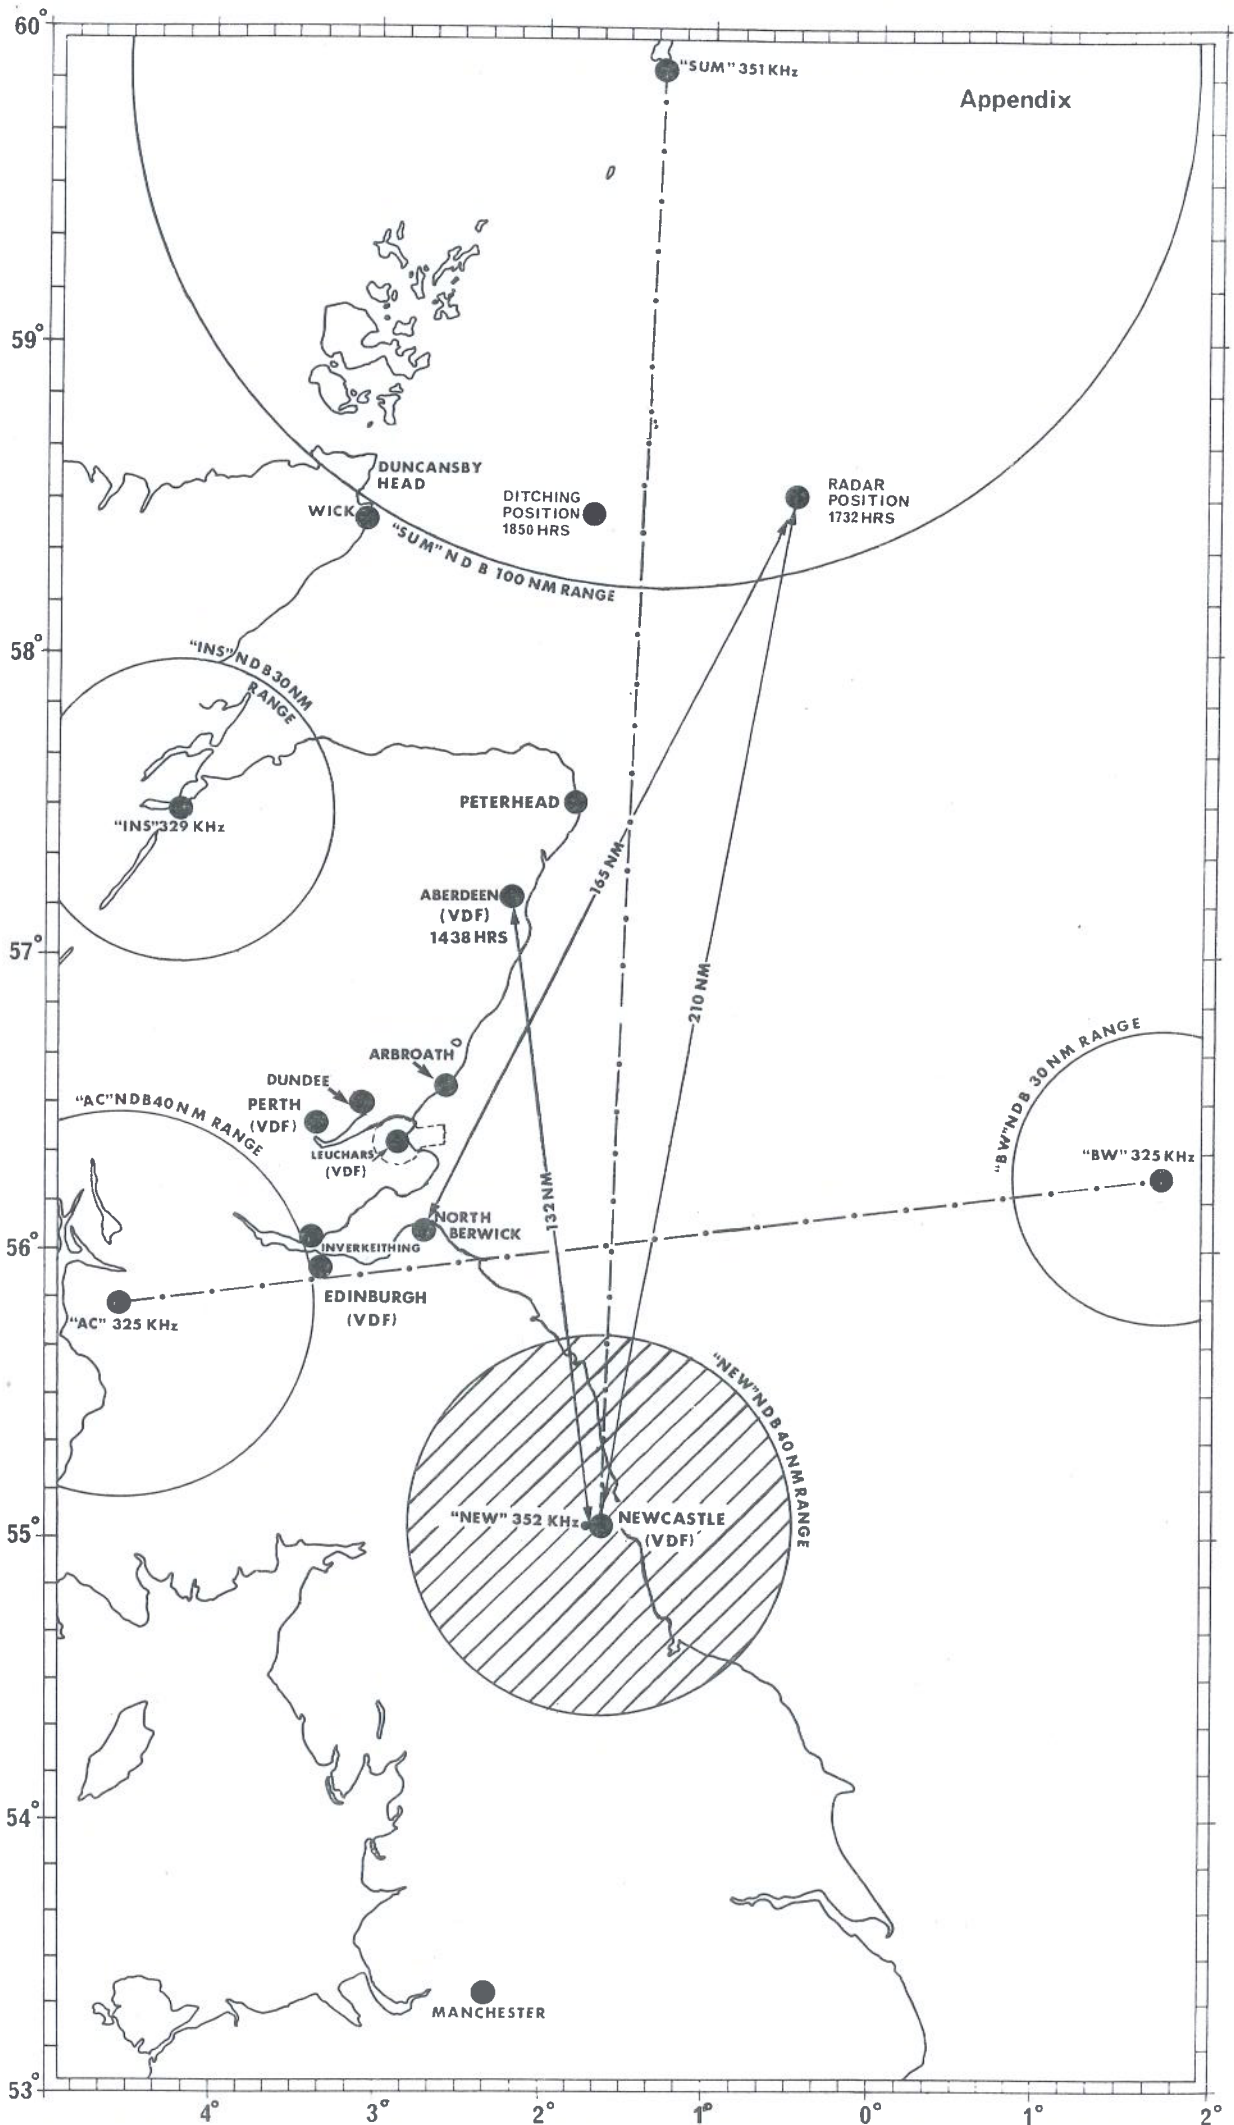 60°
"SUM" 351 KHz
Appendix
59°
DUNCANSBY
HEAD
WICK
DITCHING
POSITION
1850 HRS
RADAR
POSITION
1732 HRS
"SUM" N D B 100 NM RANGE
58°
"INS" NDB 30 NM
RANGE
PETERHEAD
"INS" 329 KHz
165 NM
ABERDEEN
(VDF)
1438 HRS
57°
210 NM
ARBROATH
DUNDEE
PERTH
(VDF)
"AC" NDB 40 NM RANGE
LEUCHARS
(VDF)
"BW" NDB 30 NM RANGE
"BW" 325 KHz
132 NM
NORTH
BERWICK
56°
INVERKEITHING
EDINBURGH
(VDF)
"AC" 325 KHz
"NEW" NDB 40 NM RANGE
"NEW" 352 KHz
NEWCASTLE
(VDF)
55°
54°
MANCHESTER
53°
4° 3° 2° 1° 0° 1° 2°